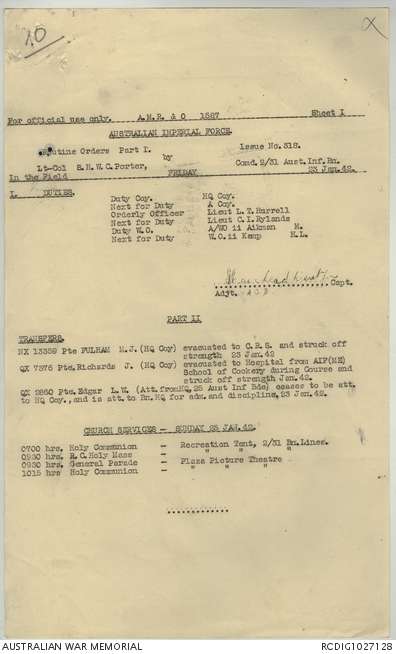 10
X
For official use only. A.M.R. & O 1587 Sheet I
AUSTRALIAN IMPERIAL FORCE.
Routine Orders Part I. Issue No.318.
by
Lt-Col S.H.W.C.Porter, Comd.2/31 Aust.Inf.Bn.
In the Field FRIDAY 23 Jan.42.
I. DUTIES.
Duty Coy. HQ Coy.
Next for Duty A Coy.
Orderly Officer Lieut L.T.Hurrell
Next for Duty Lieut C.I.Rylands
Duty W.O. A/WO ii Aikman M.
Next for Duty W.O.ii Kemp H.L.
Capt.
Adjt.
PART II
TRANSFERS.
NX 13359 Pte FULHAM M.J.(HQ Coy) evacuated to C.R.S. and struck off
strength 23 Jan.42
QX 7376 Pte.Richards J. (HQ Coy) evacuated to Hospital from AIF(ME)
School of Cookery during Course and
struck off strength Jan.42.
QX 2860 Pte.Edgar L.W.(Att.from HQ,25 Aust Inf Bde) ceases to be att.
to HQ Coy.,and is att.to Bn.HQ for adm.and discipline,23 Jan.42.
CHURCH SERVICES - SUNDAY 25 JAN.42.
0700 hrs. Holy Communion - Recreation Tent, 2/31 Bn.Lines.
0930 hrs. R.C.Holy Mass - " " "
0930 hrs. General Parade - Plaza Picture Theatre
1015 hrs Holy Communion - " " "
AUSTRALIAN WAR MEMORIAL RCDIG1027128